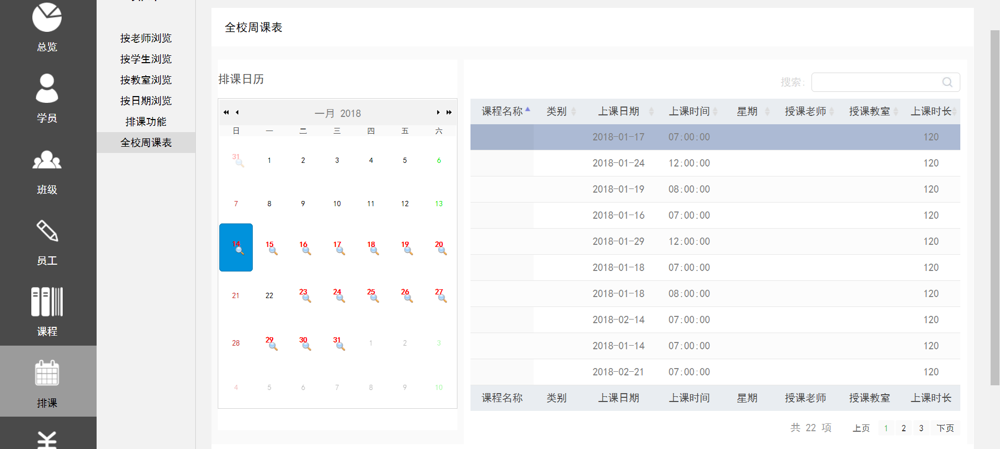 总览
学员
班级
员工
课程
排课
按老师浏览
按学生浏览
按教室浏览
按日期浏览
排课功能
全校周课表
全校周课表
排课日历
一月 2018
日 一 二 三 四 五 六
31 1 2 3 4 5 6
7 8 9 10 11 12 13
14 15 16 17 18 19 20
21 22 23 24 25 26 27
28 29 30 31 1 2 3
4 5 6 7 8 9 10
搜索:
课程名称 类别 上课日期 上课时间 星期 授课老师 授课教室 上课时长
2018-01-17 07:00:00 120
2018-01-24 12:00:00 120
2018-01-19 08:00:00 120
2018-01-16 07:00:00 120
2018-01-29 12:00:00 120
2018-01-18 07:00:00 120
2018-01-18 08:00:00 120
2018-02-14 07:00:00 120
2018-01-14 07:00:00 120
2018-02-21 07:00:00 120
课程名称 类别 上课日期 上课时间 星期 授课老师 授课教室 上课时长
共 22 项 上页 1 2 3 下页